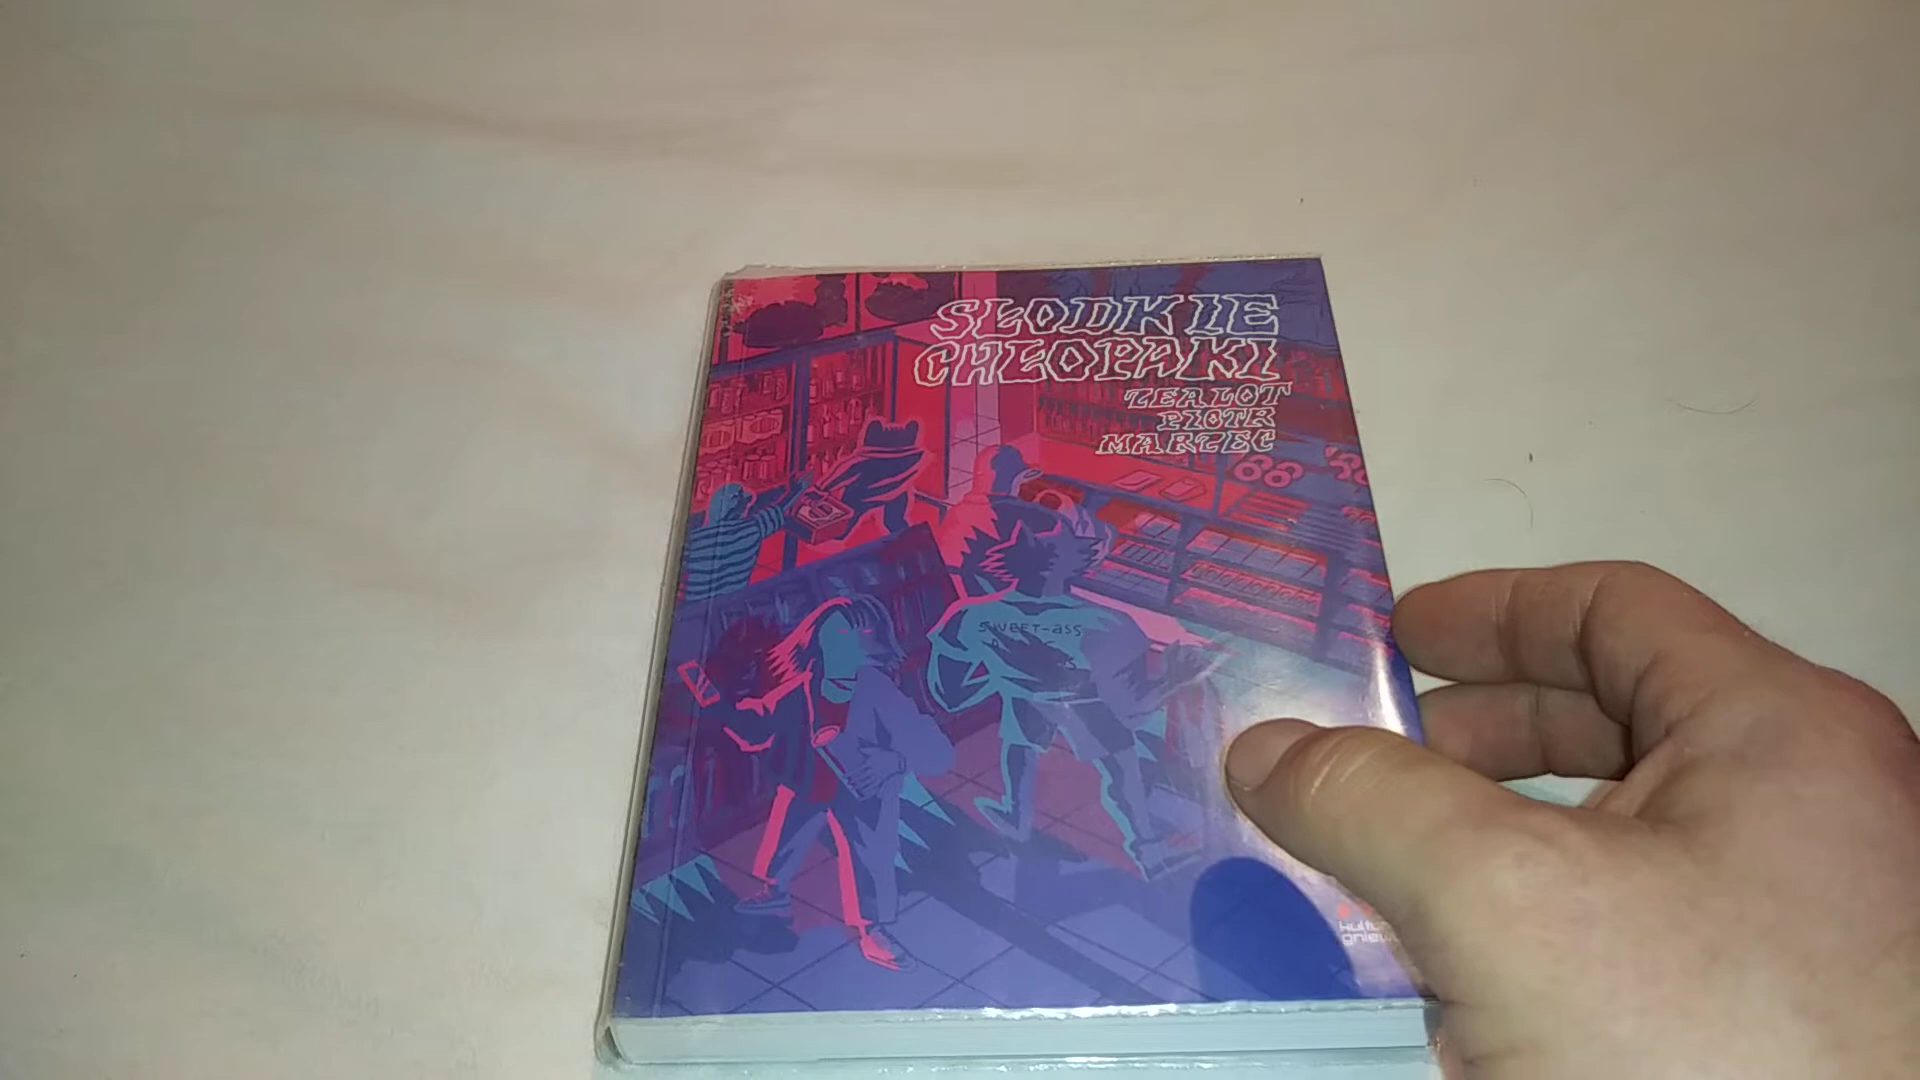 SŁODKIE
CHŁOPAKI
ZEALOT
PIOTR
MARZEC
SWEET-ASS